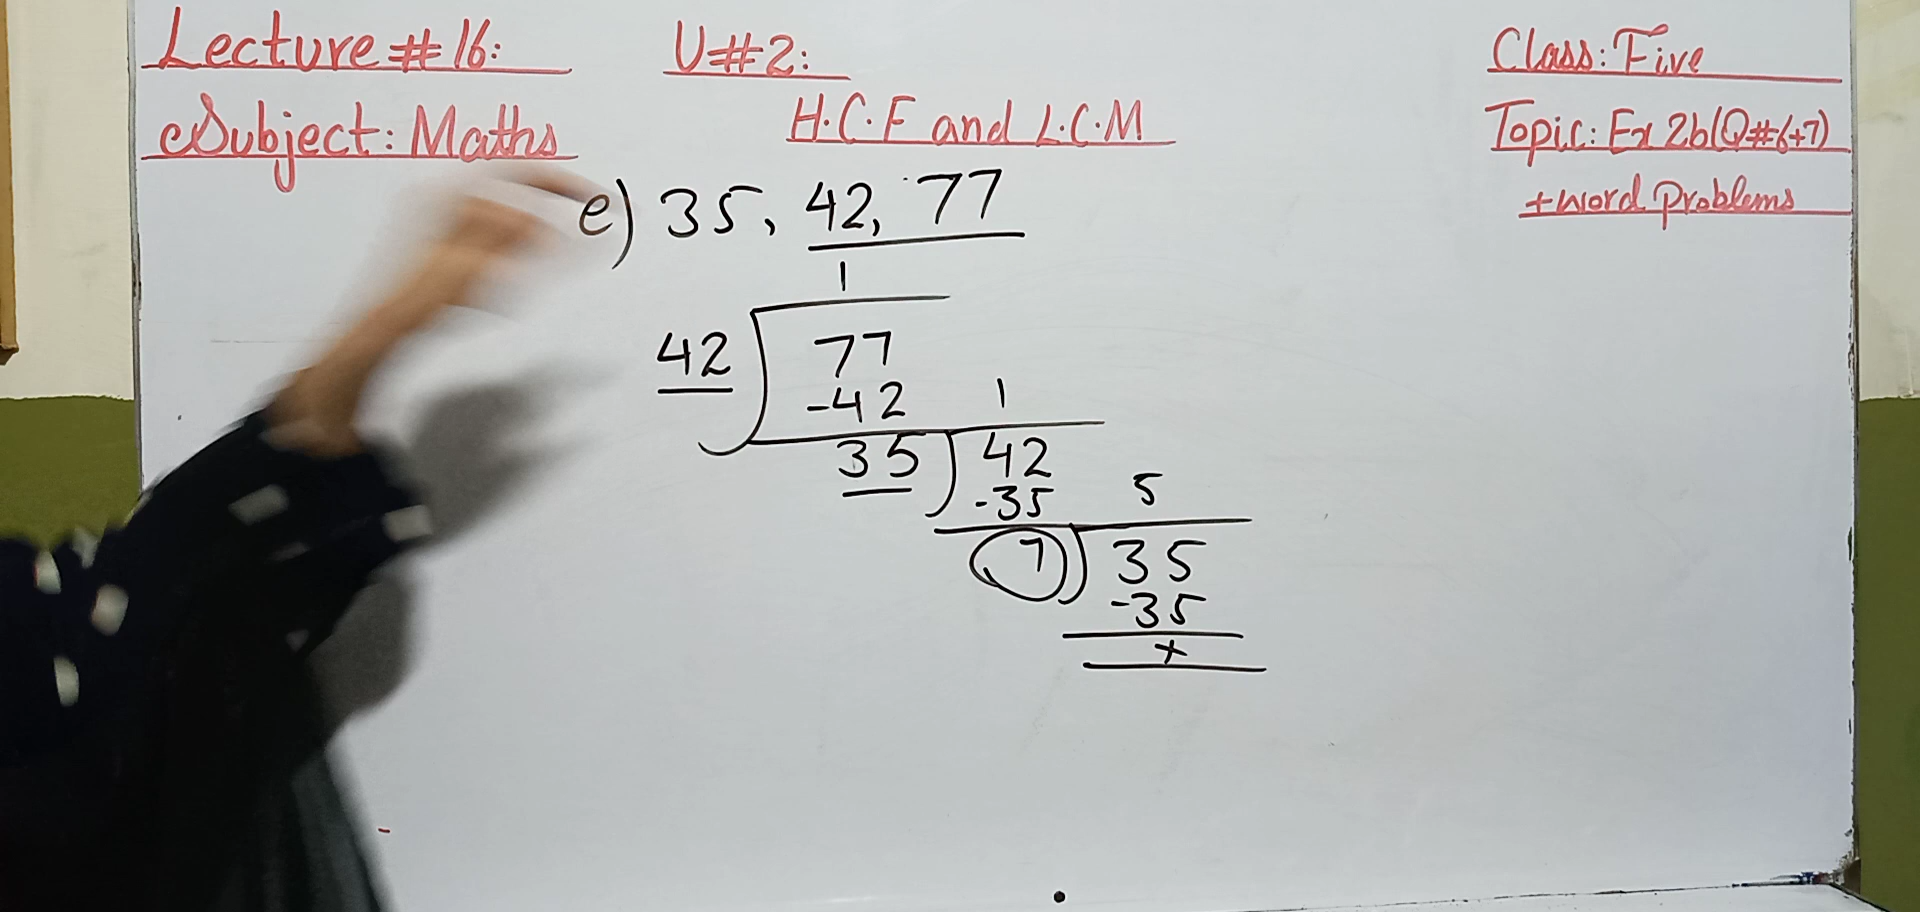 Lecture # 16: U # 2: Class: Five
Subject: Maths H.C.F and L.C.M Topic: Ex 2b(Q#6+7)
+word Problems
e) 35, 42, 77
1
42 77
-42 1
35 42
-35 5
7 35
-35
×